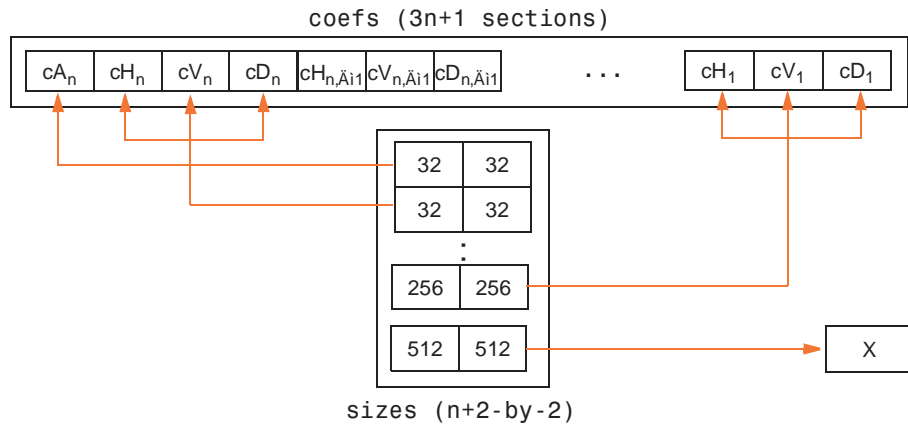 coefs (3n+1 sections)
cAn cHn cVn cDn cHn‚Äì1 cVn‚Äì1 cDn‚Äì1 ... cH1 cV1 cD1
32 32
32 32
:
256 256
512 512 X
sizes (n+2-by-2)